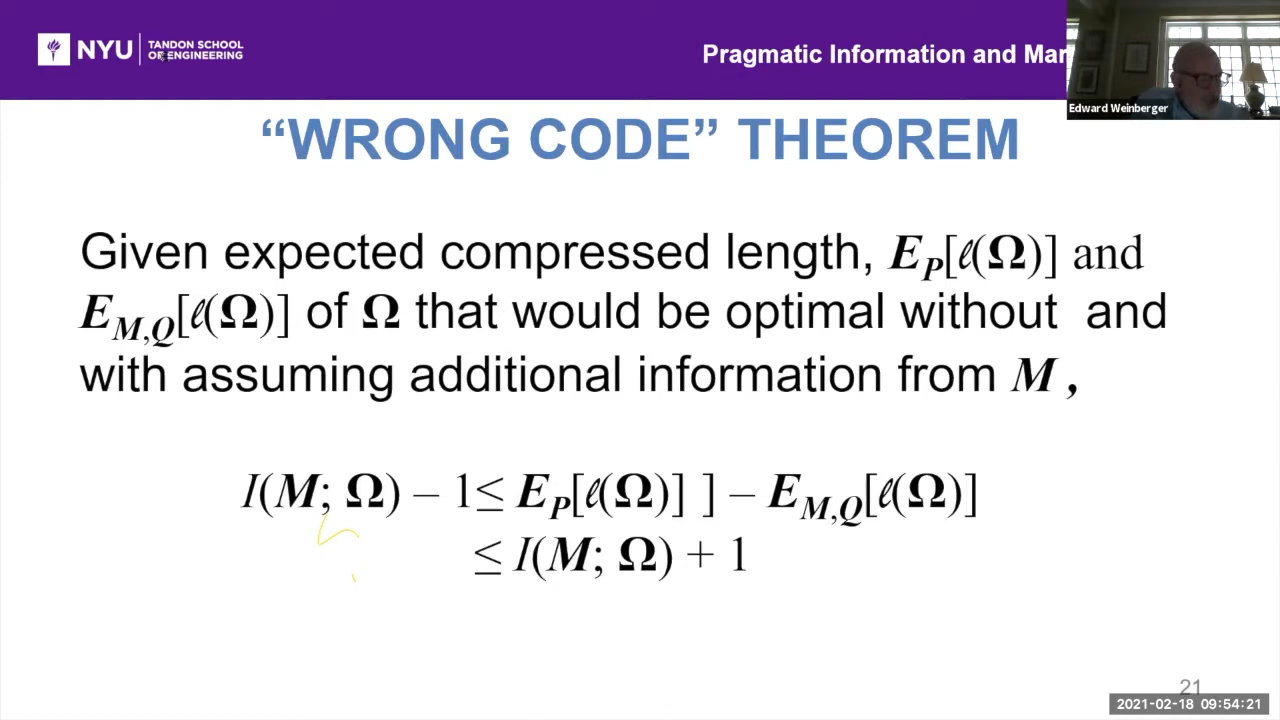 NYU
TANDON SCHOOL
OF ENGINEERING
Pragmatic Information and Mar
Edward Weinberger
“WRONG CODE” THEOREM
Given expected compressed length, E_P[ℓ(Ω)] and
E_{M,Q}[ℓ(Ω)] of Ω that would be optimal without and
with assuming additional information from M ,
I(M; Ω) – 1≤ E_P[ℓ(Ω)] ] – E_{M,Q}[ℓ(Ω)]
≤ I(M; Ω) + 1
21
2021-02-18 09:54:21